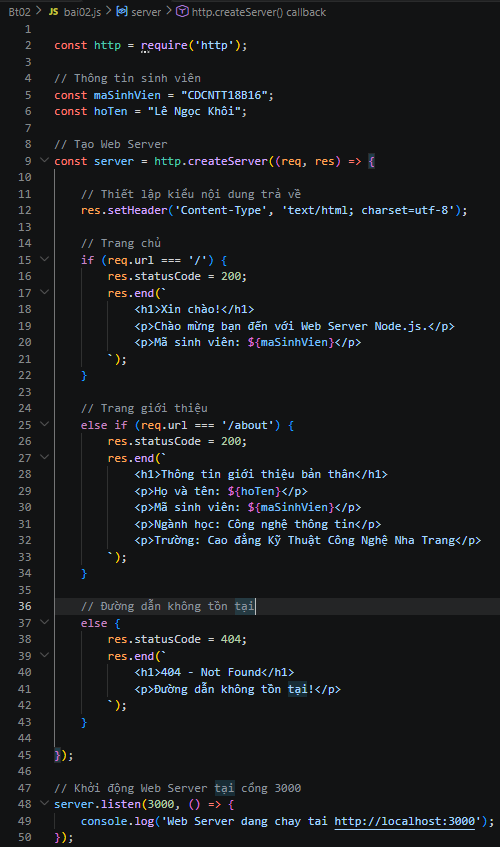 Bt02 > JS bai02.js > server > http.createServer() callback
1
2 const http = require('http');
3
4 // Thông tin sinh viên
5 const maSinhVien = "CDCNTT18B16";
6 const hoTen = "Lê Ngọc Khôi";
7
8 // Tạo Web Server
9 const server = http.createServer((req, res) => {
10
11 // Thiết lập kiểu nội dung trả về
12 res.setHeader('Content-Type', 'text/html; charset=utf-8');
13
14 // Trang chủ
15 if (req.url === '/') {
16 res.statusCode = 200;
17 res.end(`
18 <h1>Xin chào!</h1>
19 <p>Chào mừng bạn đến với Web Server Node.js.</p>
20 <p>Mã sinh viên: ${maSinhVien}</p>
21 `);
22 }
23
24 // Trang giới thiệu
25 else if (req.url === '/about') {
26 res.statusCode = 200;
27 res.end(`
28 <h1>Thông tin giới thiệu bản thân</h1>
29 <p>Họ và tên: ${hoTen}</p>
30 <p>Mã sinh viên: ${maSinhVien}</p>
31 <p>Ngành học: Công nghệ thông tin</p>
32 <p>Trường: Cao đẳng Kỹ Thuật Công Nghệ Nha Trang</p>
33 `);
34 }
35
36 // Đường dẫn không tồn tại
37 else {
38 res.statusCode = 404;
39 res.end(`
40 <h1>404 - Not Found</h1>
41 <p>Đường dẫn không tồn tại!</p>
42 `);
43 }
44
45 });
46
47 // Khởi động Web Server tại cổng 3000
48 server.listen(3000, () => {
49 console.log('Web Server dang chay tai http://localhost:3000');
50 });